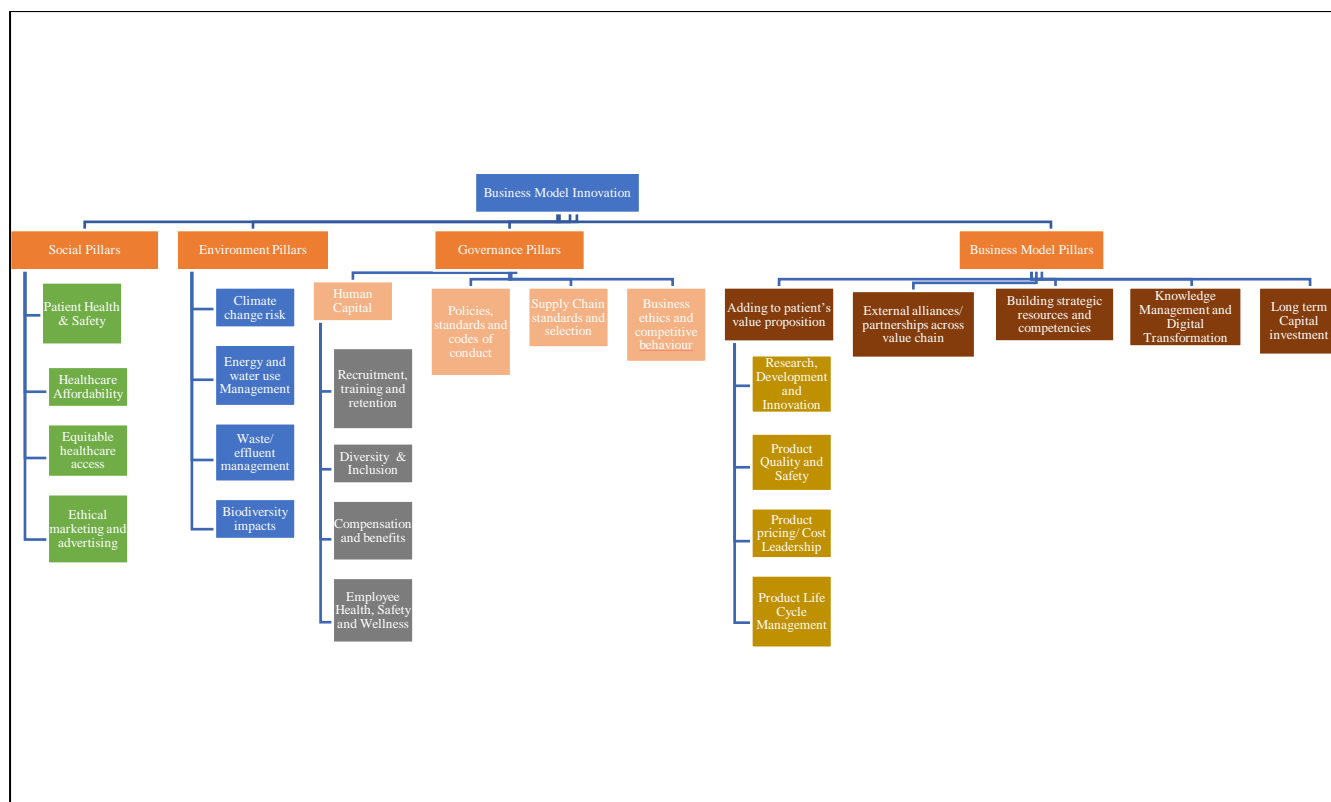 Business Model Innovation
Social Pillars
Environment Pillars
Governance Pillars
Business Model Pillars
Patient Health
& Safety
Healthcare
Affordability
Equitable
healthcare
access
Ethical
marketing and
advertising
Climate
change risk
Energy and
water use
Management
Waste/
effluent
management
Biodiversity
impacts
Human
Capital
Recruitment,
training and
retention
Diversity & 
Inclusion
Compensation
and benefits
Employee
Health, Safety
and Wellness
Policies,
standards and
codes of
conduct
Supply Chain
standards and
selection
Business
ethics and
competitive
behaviour
Adding to patient’s
value proposition
Research,
Development
and
Innovation
Product
Quality and
Safety
Product
pricing/ Cost
Leadership
Product Life
Cycle
Management
External alliances/
partnerships across
value chain
Building strategic
resources and
competencies
Knowledge
Management and
Digital
Transformation
Long term
Capital
investment